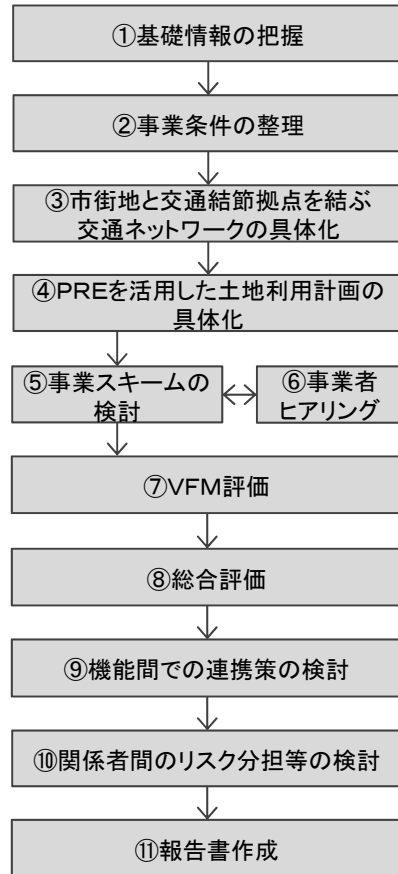 ①基礎情報の把握
②事業条件の整理
③市街地と交通結節拠点を結ぶ
交通ネットワークの具体化
④PREを活用した土地利用計画の
具体化
⑤事業スキームの
検討
⑥事業者
ヒアリング
⑦VFM評価
⑧総合評価
⑨機能間での連携策の検討
⑩関係者間のリスク分担等の検討
⑪報告書作成